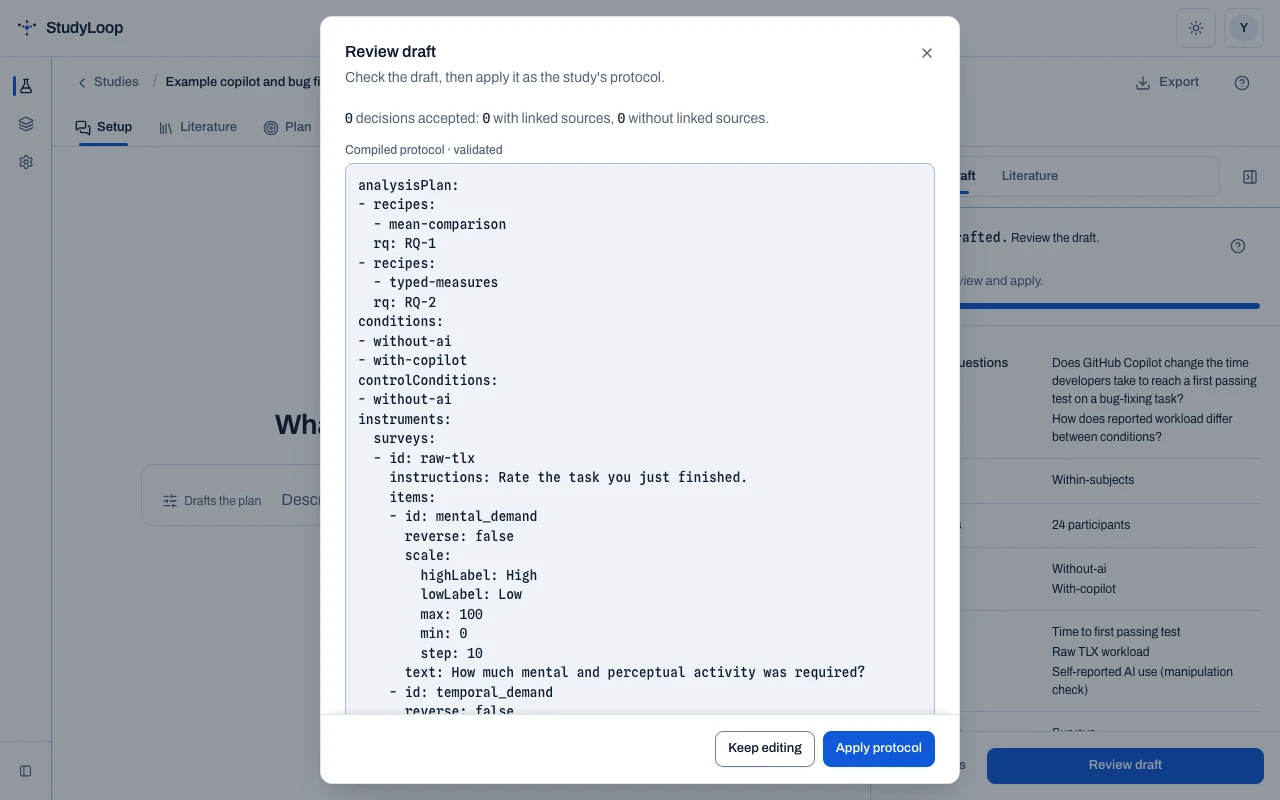 StudyLoop
Y
Studies / Example copilot and bug fi
Export
Setup
Literature
Plan
Review draft
Check the draft, then apply it as the study's protocol.
0 decisions accepted: 0 with linked sources, 0 without linked sources.
Compiled protocol · validated
analysisPlan:
- recipes:
  - mean-comparison
  rq: RQ-1
- recipes:
  - typed-measures
  rq: RQ-2
conditions:
- without-ai
- with-copilot
controlConditions:
- without-ai
instruments:
  surveys:
  - id: raw-tlx
    instructions: Rate the task you just finished.
    items:
    - id: mental_demand
      reverse: false
      scale:
        highLabel: High
        lowLabel: Low
        max: 100
        min: 0
        step: 10
      text: How much mental and perceptual activity was required?
    - id: temporal_demand
      reverse: false
Keep editing
Apply protocol
Drafts the plan
Literature
Review the draft.
view and apply.
Does GitHub Copilot change the time
developers take to reach a first passing
test on a bug-fixing task?
How does reported workload differ
between conditions?
Within-subjects
24 participants
Without-ai
With-copilot
Time to first passing test
Raw TLX workload
Self-reported AI use (manipulation
check)
Review draft